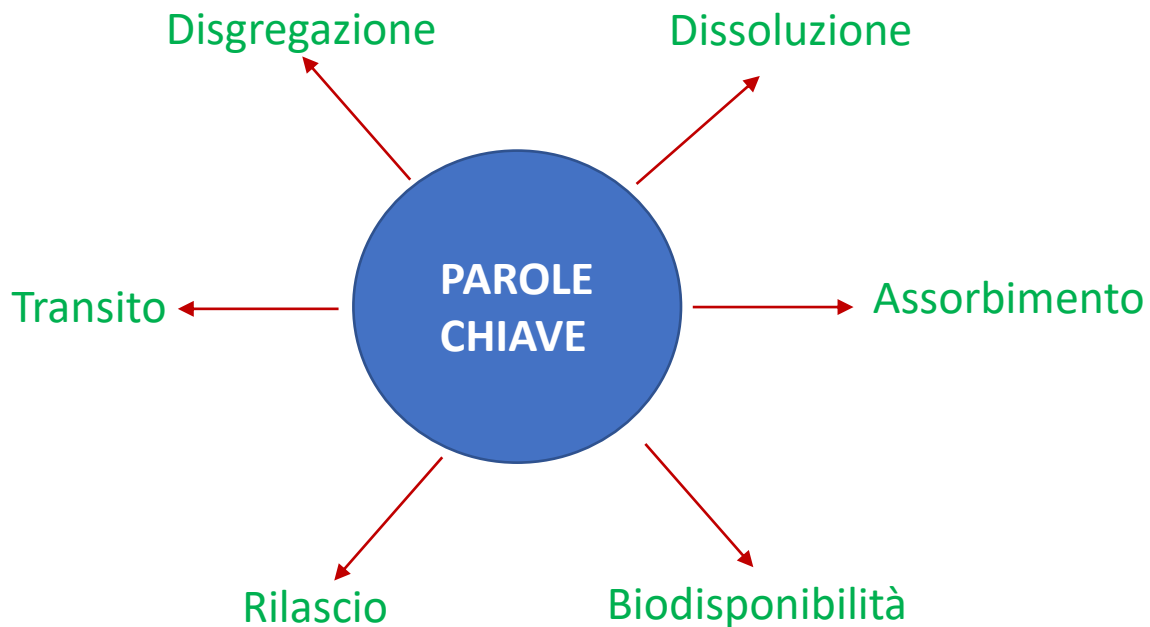 Disgregazione
Dissoluzione
PAROLE
CHIAVE
Transito
Assorbimento
Rilascio
Biodisponibilità